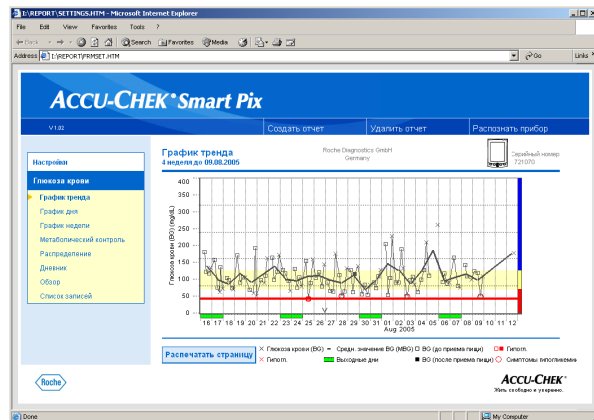 I:\REPORT\SETTINGS.HTM - Microsoft Internet Explorer
File Edit View Favorites Tools ?
Back Search Favorites Media
Address I:\REPORT\FRMSET.HTM Go Links
ACCU-CHEK® Smart Pix
V 1.02 Создать отчет Удалить отчет Распознать прибор
Настройки
Глюкоза крови
График тренда
График дня
График недели
Метаболический контроль
Распределение
Дневник
Обзор
Список записей
График тренда
4 недели до 09.08.2005
Roche Diagnostics GmbH
Germany
Серийный номер
721070
Глюкоза крови (BG) (mg/dL)
400
350
300
250
200
150
100
50
0
16 17 18 19 20 21 22 23 24 25 26 27 28 29 30 31 01 02 03 04 05 06 07 08 09 10 11 12
Aug 2005
Распечатать страницу
× Глюкоза крови (BG) – Средн. значение BG (MBG) □ BG (до приема пищи) Гипогл.
× Гипогл. Выходные дни ■ BG (после приема пищи) ○ Симптомы гипогликемии
Roche
ACCU-CHEK®
Жить свободно и уверенно.
Done My Computer